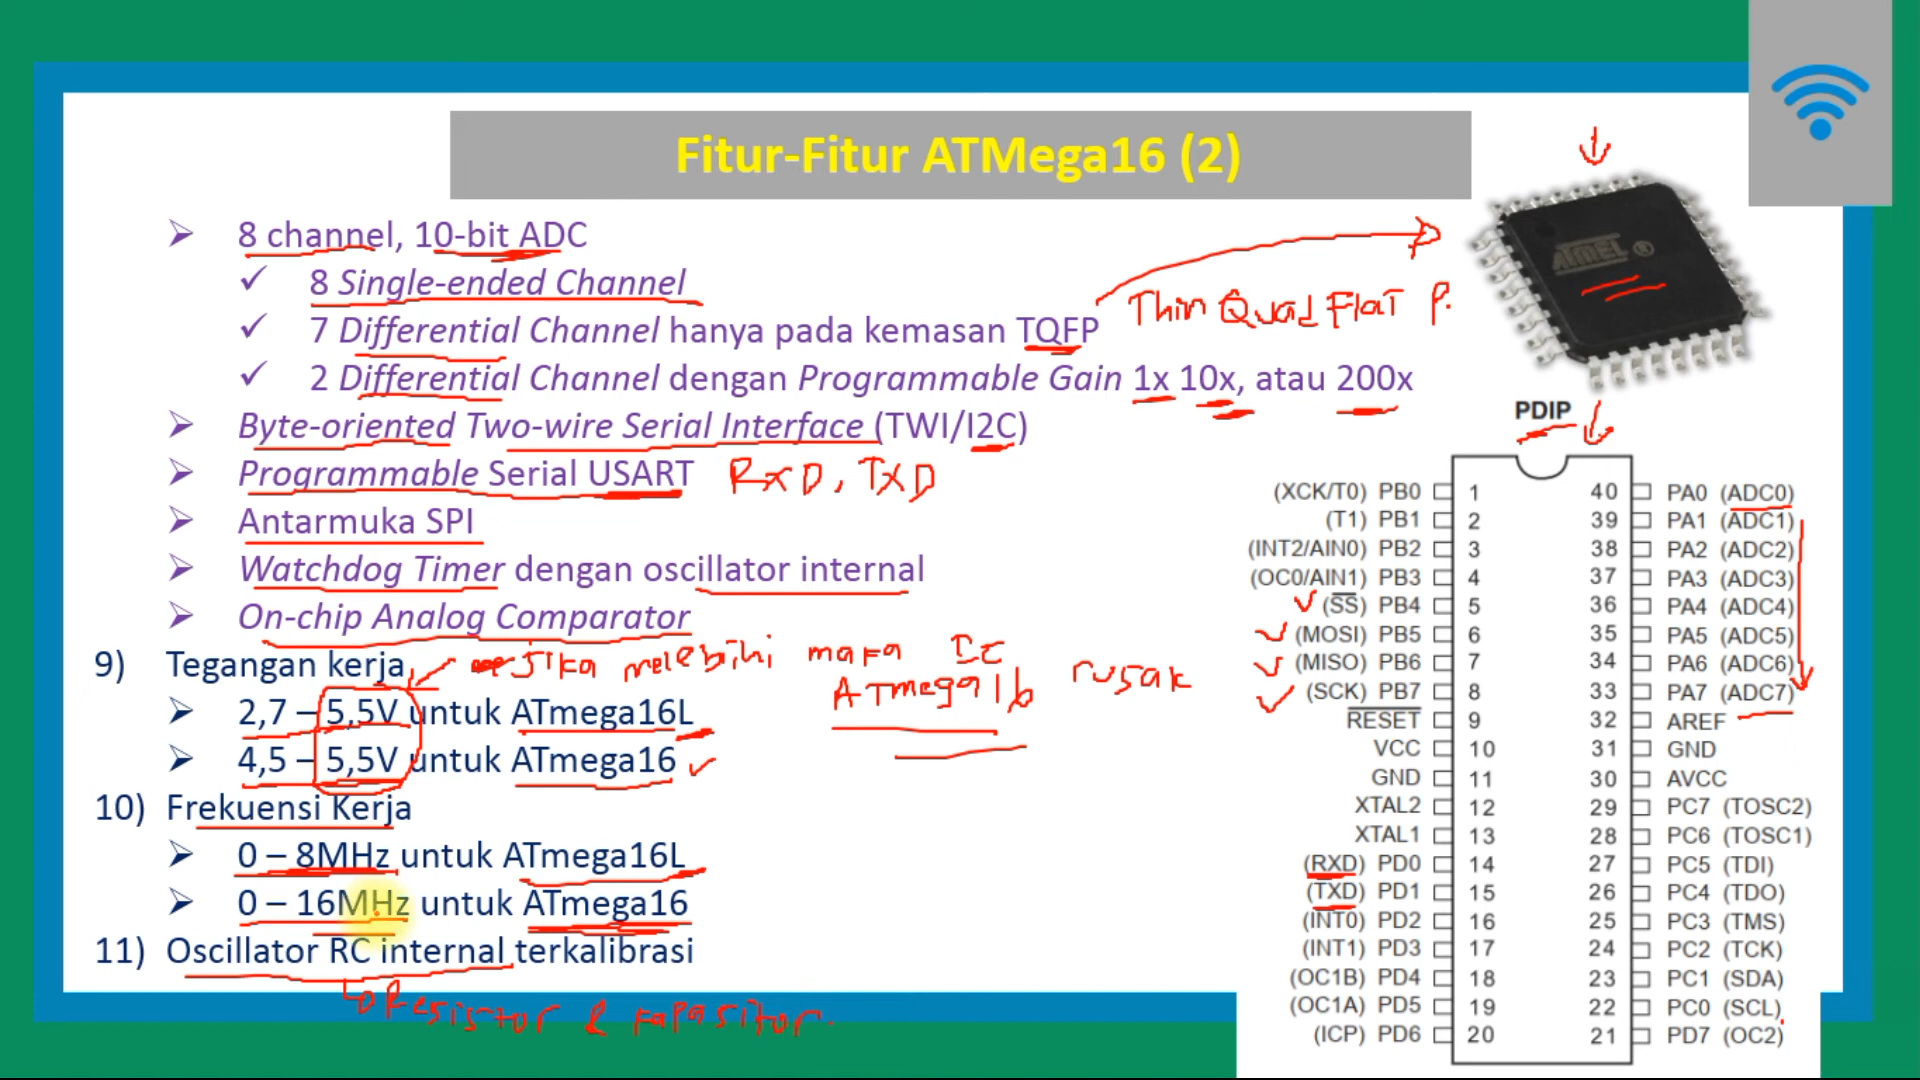 Fitur-Fitur ATMega16 (2)
8 channel, 10-bit ADC
8 Single-ended Channel
7 Differential Channel hanya pada kemasan TQFP
Thin Quad Flat P.
2 Differential Channel dengan Programmable Gain 1x 10x, atau 200x
Byte-oriented Two-wire Serial Interface (TWI/I2C)
Programmable Serial USART
RxD, TXD
Antarmuka SPI
Watchdog Timer dengan oscillator internal
On-chip Analog Comparator
9) Tegangan kerja
Jika melebihi maka IC
ATmega16 rusak
2,7 – 5,5V untuk ATmega16L
4,5 – 5,5V untuk ATmega16
10) Frekuensi Kerja
0 – 8MHz untuk ATmega16L
0 – 16MHz untuk ATmega16
11) Oscillator RC internal terkalibrasi
Resistor & kapasitor.
ATMEL ®
PDIP
(XCK/T0) PB0 1 40 PA0 (ADC0)
(T1) PB1 2 39 PA1 (ADC1)
(INT2/AIN0) PB2 3 38 PA2 (ADC2)
(OC0/AIN1) PB3 4 37 PA3 (ADC3)
(SS) PB4 5 36 PA4 (ADC4)
(MOSI) PB5 6 35 PA5 (ADC5)
(MISO) PB6 7 34 PA6 (ADC6)
(SCK) PB7 8 33 PA7 (ADC7)
RESET 9 32 AREF
VCC 10 31 GND
GND 11 30 AVCC
XTAL2 12 29 PC7 (TOSC2)
XTAL1 13 28 PC6 (TOSC1)
(RXD) PD0 14 27 PC5 (TDI)
(TXD) PD1 15 26 PC4 (TDO)
(INT0) PD2 16 25 PC3 (TMS)
(INT1) PD3 17 24 PC2 (TCK)
(OC1B) PD4 18 23 PC1 (SDA)
(OC1A) PD5 19 22 PC0 (SCL)
(ICP) PD6 20 21 PD7 (OC2)